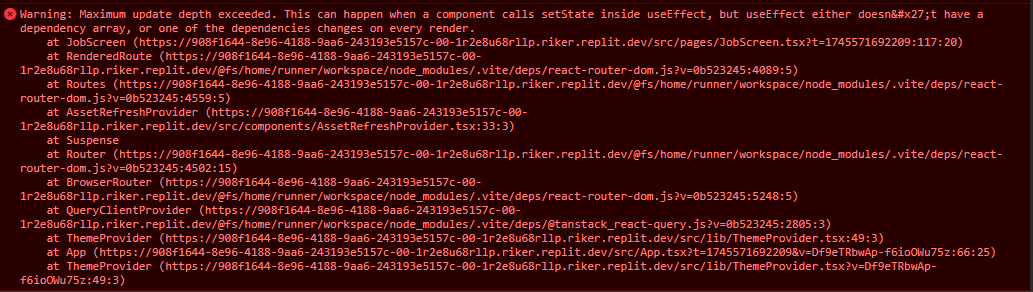 Warning: Maximum update depth exceeded. This can happen when a component calls setState inside useEffect, but useEffect either doesn&#x27;t have a
dependency array, or one of the dependencies changes on every render.
at JobScreen (https://908f1644-8e96-4188-9aa6-243193e5157c-00-1r2e8u68rllp.riker.replit.dev/src/pages/JobScreen.tsx?t=1745571692209:117:20)
at RenderedRoute (https://908f1644-8e96-4188-9aa6-243193e5157c-00-
1r2e8u68rllp.riker.replit.dev/@fs/home/runner/workspace/node_modules/.vite/deps/react-router-dom.js?v=0b523245:4089:5)
at Routes (https://908f1644-8e96-4188-9aa6-243193e5157c-00-1r2e8u68rllp.riker.replit.dev/@fs/home/runner/workspace/node_modules/.vite/deps/react-
router-dom.js?v=0b523245:4559:5)
at AssetRefreshProvider (https://908f1644-8e96-4188-9aa6-243193e5157c-00-
1r2e8u68rllp.riker.replit.dev/src/components/AssetRefreshProvider.tsx:33:3)
at Suspense
at Router (https://908f1644-8e96-4188-9aa6-243193e5157c-00-1r2e8u68rllp.riker.replit.dev/@fs/home/runner/workspace/node_modules/.vite/deps/react-
router-dom.js?v=0b523245:4502:15)
at BrowserRouter (https://908f1644-8e96-4188-9aa6-243193e5157c-00-
1r2e8u68rllp.riker.replit.dev/@fs/home/runner/workspace/node_modules/.vite/deps/react-router-dom.js?v=0b523245:5248:5)
at QueryClientProvider (https://908f1644-8e96-4188-9aa6-243193e5157c-00-
1r2e8u68rllp.riker.replit.dev/@fs/home/runner/workspace/node_modules/.vite/deps/@tanstack_react-query.js?v=0b523245:2805:3)
at ThemeProvider (https://908f1644-8e96-4188-9aa6-243193e5157c-00-1r2e8u68rllp.riker.replit.dev/src/lib/ThemeProvider.tsx:49:3)
at App (https://908f1644-8e96-4188-9aa6-243193e5157c-00-1r2e8u68rllp.riker.replit.dev/src/App.tsx?t=1745571692209&v=Df9eTRbwAp-f6ioOWu75z:66:25)
at ThemeProvider (https://908f1644-8e96-4188-9aa6-243193e5157c-00-1r2e8u68rllp.riker.replit.dev/src/lib/ThemeProvider.tsx?v=Df9eTRbwAp-
f6ioOWu75z:49:3)